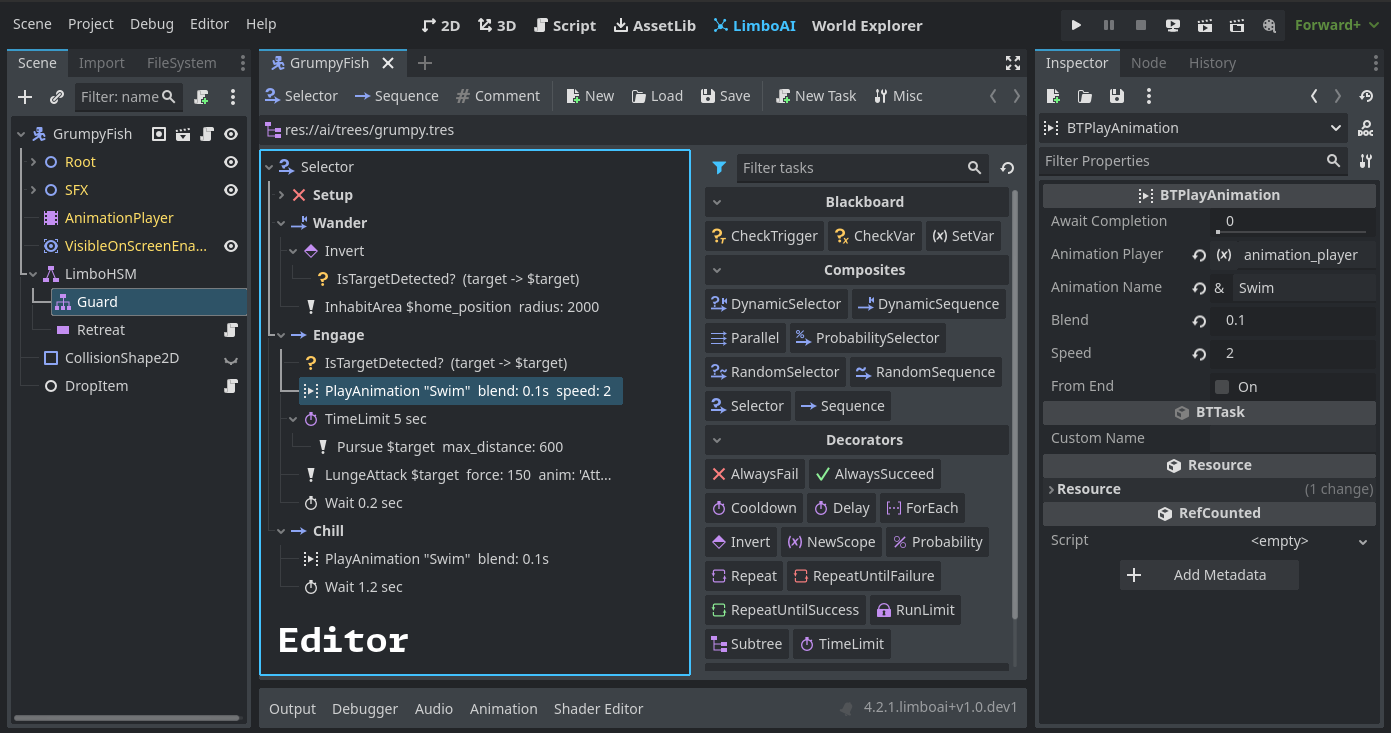 Scene Project Debug Editor Help 2D 3D Script AssetLib LimboAI World Explorer Forward+
Scene Import FileSystem
Filter: name
GrumpyFish
Root
SFX
AnimationPlayer
VisibleOnScreenEna...
LimboHSM
Guard
Retreat
CollisionShape2D
DropItem
GrumpyFish
Selector Sequence # Comment New Load Save New Task Misc
res://ai/trees/grumpy.tres
Selector
Setup
Wander
Invert
IsTargetDetected? (target -> $target)
InhabitArea $home_position radius: 2000
Engage
IsTargetDetected? (target -> $target)
PlayAnimation "Swim" blend: 0.1s speed: 2
TimeLimit 5 sec
Pursue $target max_distance: 600
LungeAttack $target force: 150 anim: 'Att...
Wait 0.2 sec
Chill
PlayAnimation "Swim" blend: 0.1s
Wait 1.2 sec
Editor
Filter tasks
Blackboard
CheckTrigger CheckVar (x) SetVar
Composites
DynamicSelector DynamicSequence
Parallel ProbabilitySelector
RandomSelector RandomSequence
Selector Sequence
Decorators
AlwaysFail AlwaysSucceed
Cooldown Delay ForEach
Invert (x) NewScope % Probability
Repeat RepeatUntilFailure
RepeatUntilSuccess RunLimit
Subtree TimeLimit
Output Debugger Audio Animation Shader Editor 4.2.1.limboai+v1.0.dev1
Inspector Node History
BTPlayAnimation DOC
Filter Properties
BTPlayAnimation
Await Completion 0
Animation Player (x) animation_player
Animation Name & Swim
Blend 0.1
Speed 2
From End On
BTTask
Custom Name
Resource
Resource (1 change)
RefCounted
Script <empty>
Add Metadata